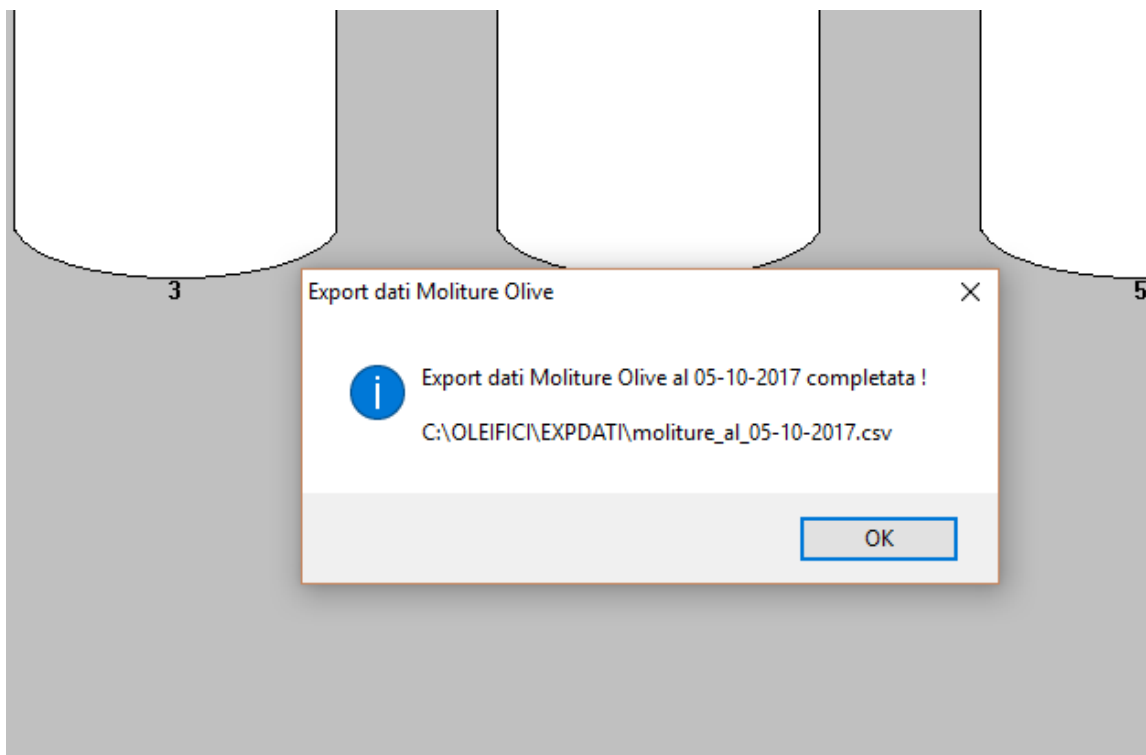 3
5
Export dati Moliture Olive
Export dati Moliture Olive al 05-10-2017 completata !
C:\OLEIFICI\EXPDATI\moliture_al_05-10-2017.csv
OK